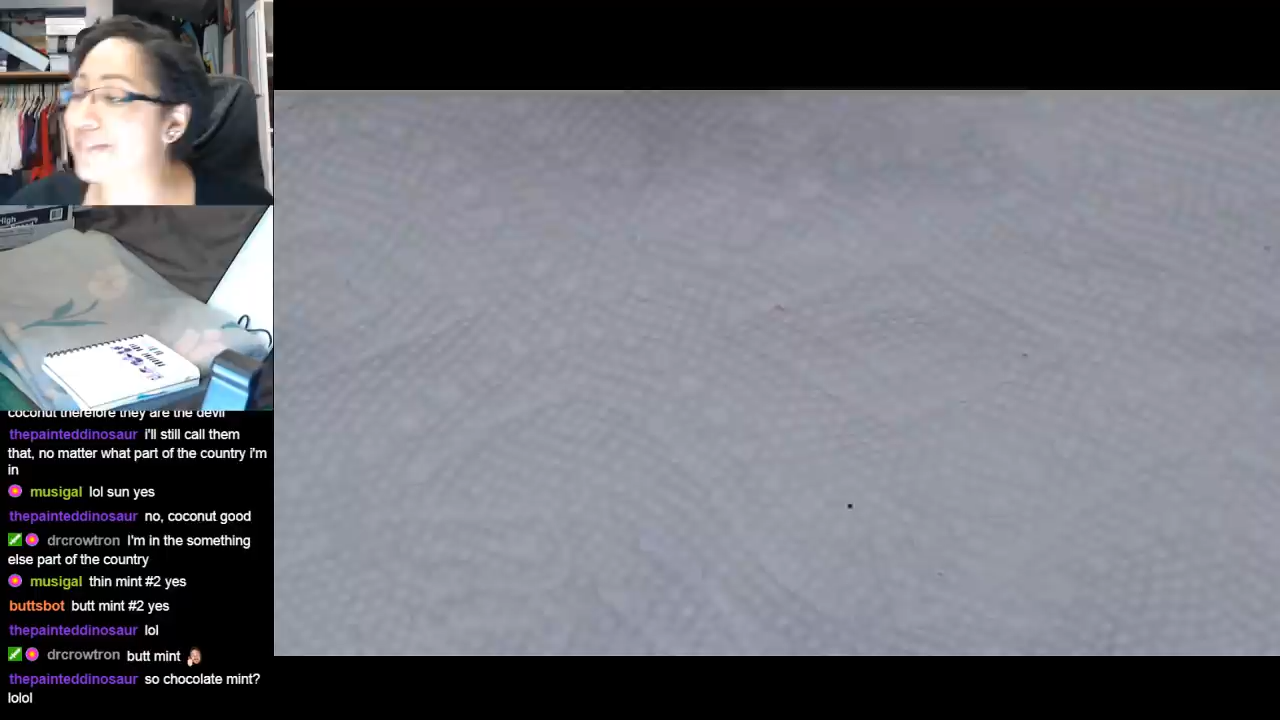 High
coconut therefore they are the devil
thepainteddinosaur i'll still call them
that, no matter what part of the country i'm
in
musigal lol sun yes
thepainteddinosaur no, coconut good
drcrowtron I'm in the something
else part of the country
musigal thin mint #2 yes
buttsbot butt mint #2 yes
thepainteddinosaur lol
drcrowtron butt mint
thepainteddinosaur so chocolate mint?
lolol